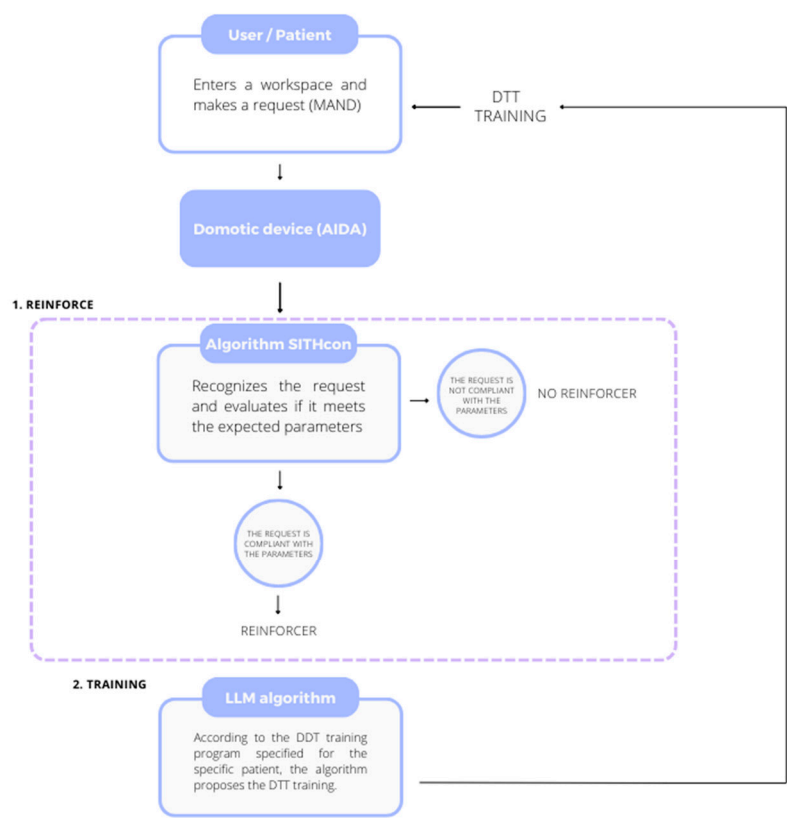 User / Patient
Enters a workspace and
makes a request (MAND)
DTT
TRAINING
Domotic device (AIDA)
1. REINFORCE
Algorithm SITHcon
Recognizes the request
and evaluates if it meets
the expected parameters
THE REQUEST IS
NOT COMPLIANT
WITH THE
PARAMETERS
NO REINFORCER
THE REQUEST IS
COMPLIANT WITH
THE PARAMETERS
REINFORCER
2. TRAINING
LLM algorithm
According to the DDT training
program specified for the
specific patient, the algorithm
proposes the DTT training.